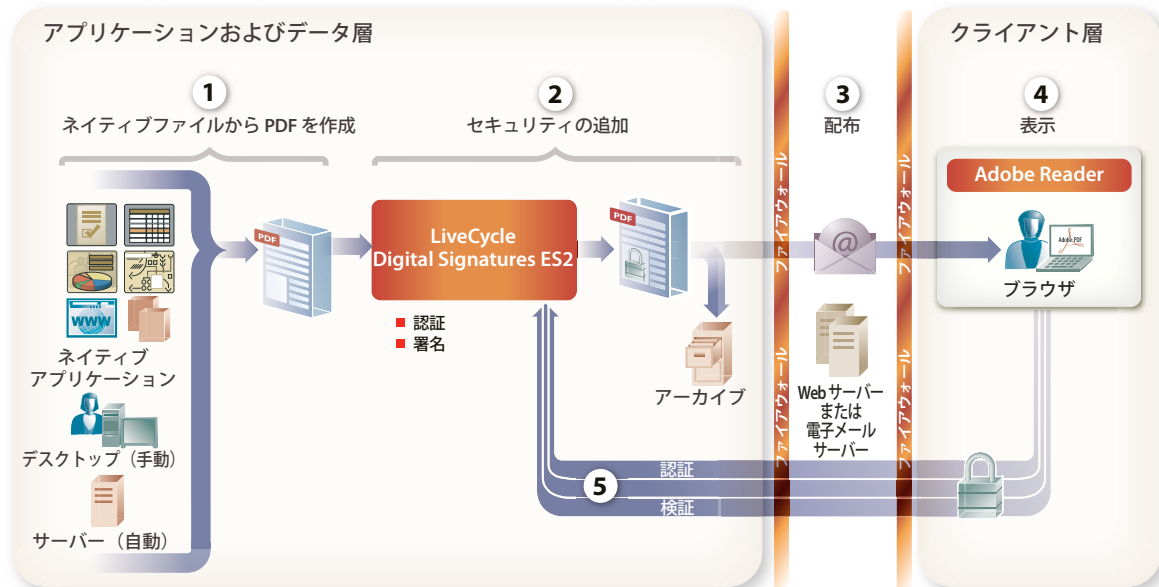 アプリケーションおよびデータ層
クライアント層
1
ネイティブファイルから PDF を作成
2
セキュリティの追加
3
配布
4
表示
PDF
LiveCycle
Digital Signatures ES2
PDF
認証
署名
WWW
ネイティブ
アプリケーション
デスクトップ（手動）
サーバー（自動）
アーカイブ
ファイアウォール
ファイアウォール
@
Webサーバー
または
電子メール
サーバー
ファイアウォール
ファイアウォール
Adobe Reader
Adobe PDF
ブラウザ
5
認証
検証